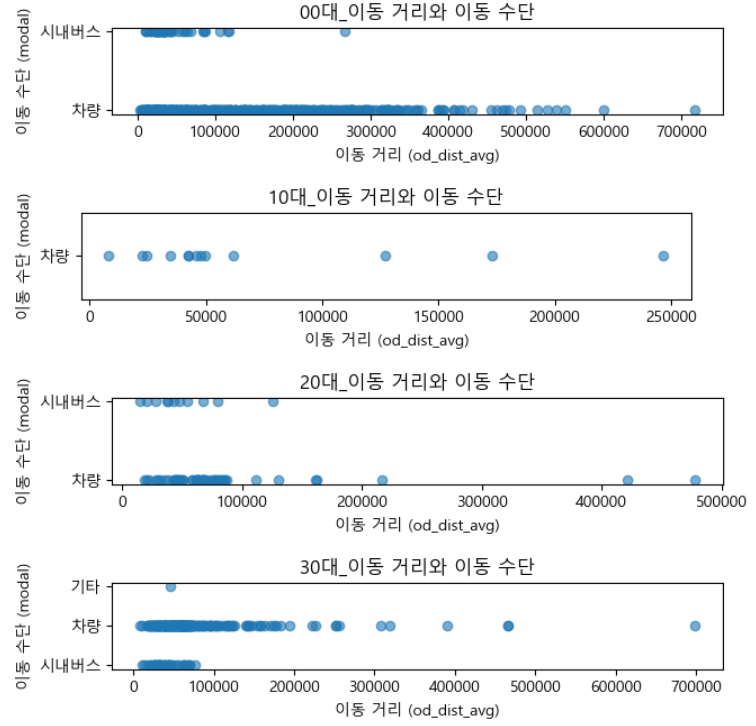 00대_이동 거리와 이동 수단
이동 수단 (modal)
시내버스
차량
0 100000 200000 300000 400000 500000 600000 700000
이동 거리 (od_dist_avg)
10대_이동 거리와 이동 수단
이동 수단 (modal)
차량
0 50000 100000 150000 200000 250000
이동 거리 (od_dist_avg)
20대_이동 거리와 이동 수단
이동 수단 (modal)
시내버스
차량
0 100000 200000 300000 400000 500000
이동 거리 (od_dist_avg)
30대_이동 거리와 이동 수단
이동 수단 (modal)
기타
차량
시내버스
0 100000 200000 300000 400000 500000 600000 700000
이동 거리 (od_dist_avg)